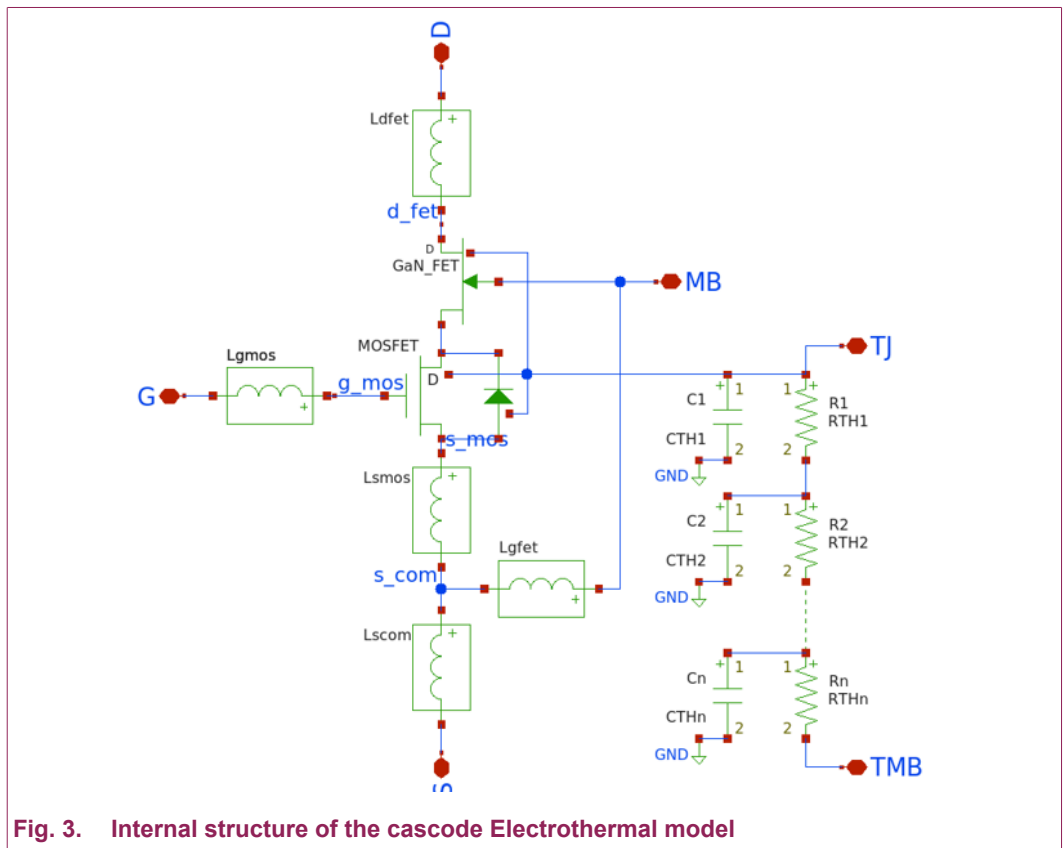 D
Ldfet
+
d_fet
D
GaN_FET
MB
MOSFET
TJ
Lgmos
G
+
g_mos
D
s_mos
+
1
C1
CTH1
2
GND
1
+
R1
RTH1
2
Lsmos
+
+
1
C2
CTH2
2
GND
1
+
R2
RTH2
2
s_com
Lgfet
+
Lscom
+
+
1
Cn
CTHn
2
GND
1
+
Rn
RTHn
2
TMB
S
Fig. 3. Internal structure of the cascode Electrothermal model